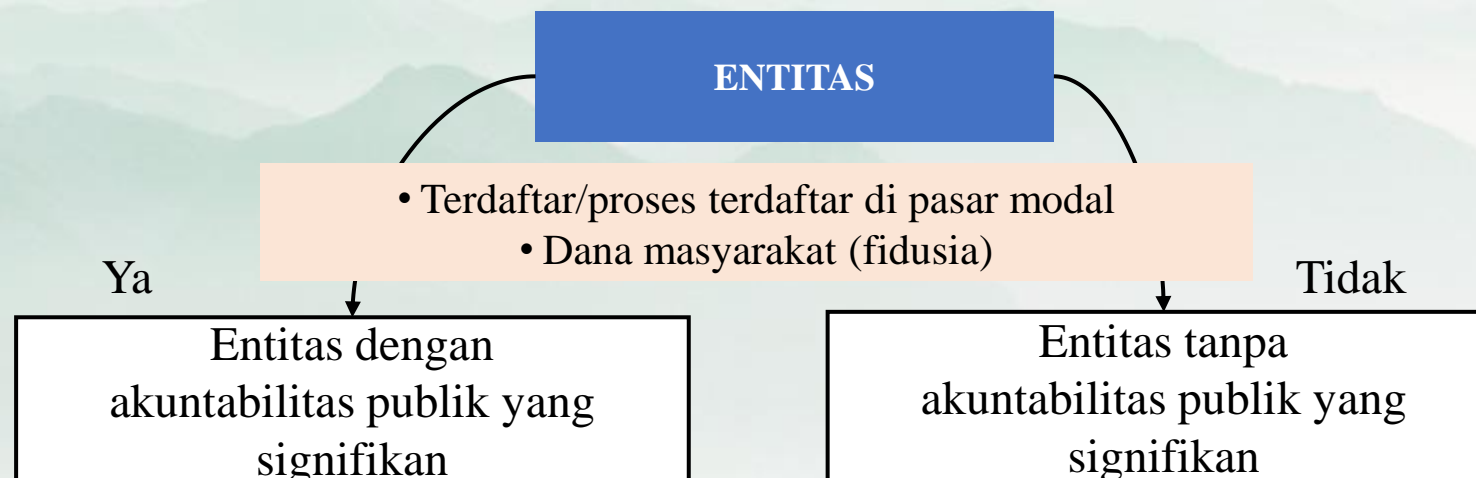 ENTITAS
• Terdaftar/proses terdaftar di pasar modal
• Dana masyarakat (fidusia)
Ya
Tidak
Entitas dengan
akuntabilitas publik yang
signifikan
Entitas tanpa
akuntabilitas publik yang
signifikan